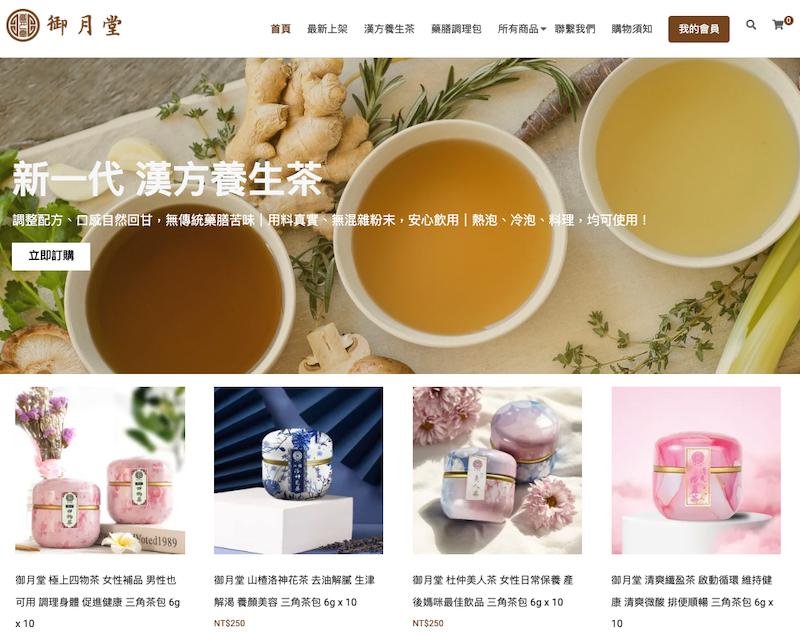 御月堂
首頁 最新上架 漢方養生茶 藥膳調理包 所有商品 聯繫我們 購物須知 我的會員 0
新一代 漢方養生茶
調整配方、口感自然回甘，無傳統藥膳苦味｜用料真實、無混雜粉末，安心飲用｜熱泡、冷泡、料理，均可使用！
立即訂購
oted1989
御月堂 極上四物茶 女性補品 男性也
可用 調理身體 促進健康 三角茶包 6g
x 10
御月堂 山楂洛神花茶 去油解膩 生津
解渴 養顏美容 三角茶包 6g x 10
NT$250
御月堂 杜仲美人茶 女性日常保養 產
後媽咪最佳飲品 三角茶包 6g x 10
NT$250
御月堂 清爽纖盈茶 啟動循環 維持健
康 清爽微酸 排便順暢 三角茶包 6g x
10